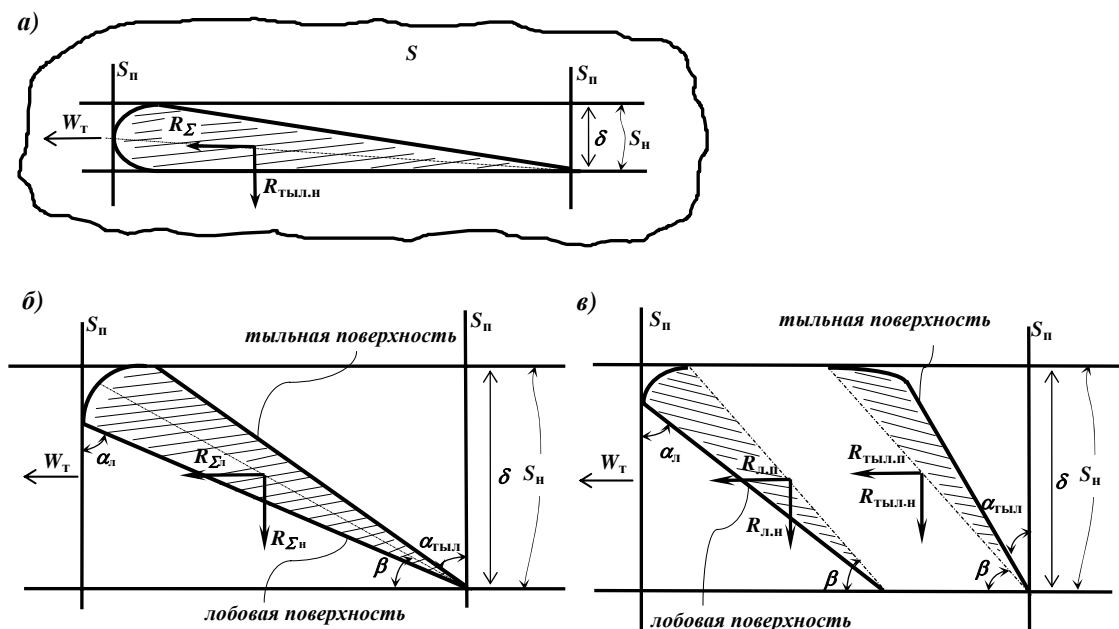 а)
S
Sп
Sп
Wт
RΣ
δ
Sн
Rтыл.н
б)
Sп
тыльная поверхность
Sп
Wт
αл
RΣл
δ
Sн
RΣн
αтыл
β
лобовая поверхность
в)
Sп
тыльная поверхность
Sп
Wт
αл
Rл.п
Rтыл.п
δ
Sн
Rл.н
Rтыл.н
αтыл
β
β
лобовая поверхность